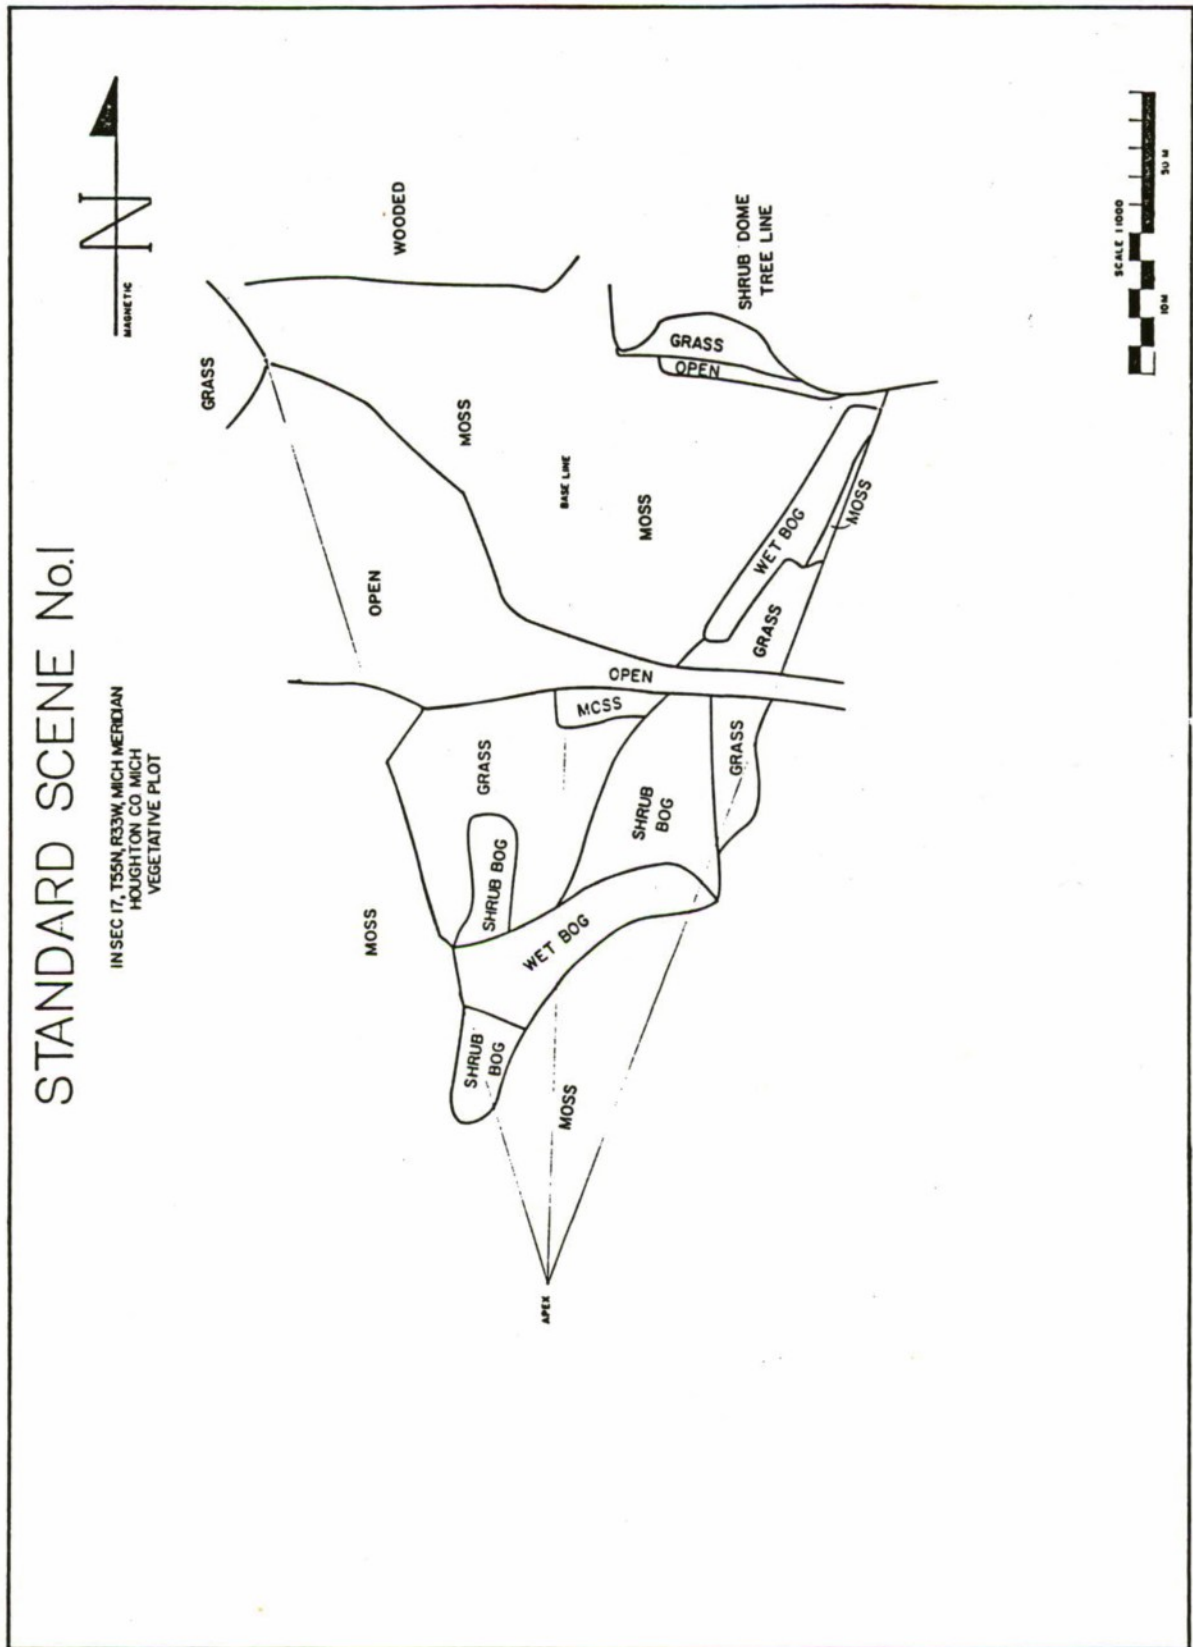 STANDARD SCENE No.1
IN SEC 17, T55N, R33W, MICH MERIDIAN
HOUGHTON CO MICH
VEGETATIVE PLOT
N
MAGNETIC
GRASS
WOODED
MOSS
OPEN
BASE LINE
MOSS
GRASS
OPEN
SHRUB DOME
TREE LINE
WET BOG
MOSS
GRASS
OPEN
MOSS
GRASS
GRASS
SHRUB
BOG
SHRUB BOG
MOSS
WET BOG
SHRUB
BOG
MOSS
APEX
SCALE 1:1000
10M
50 M